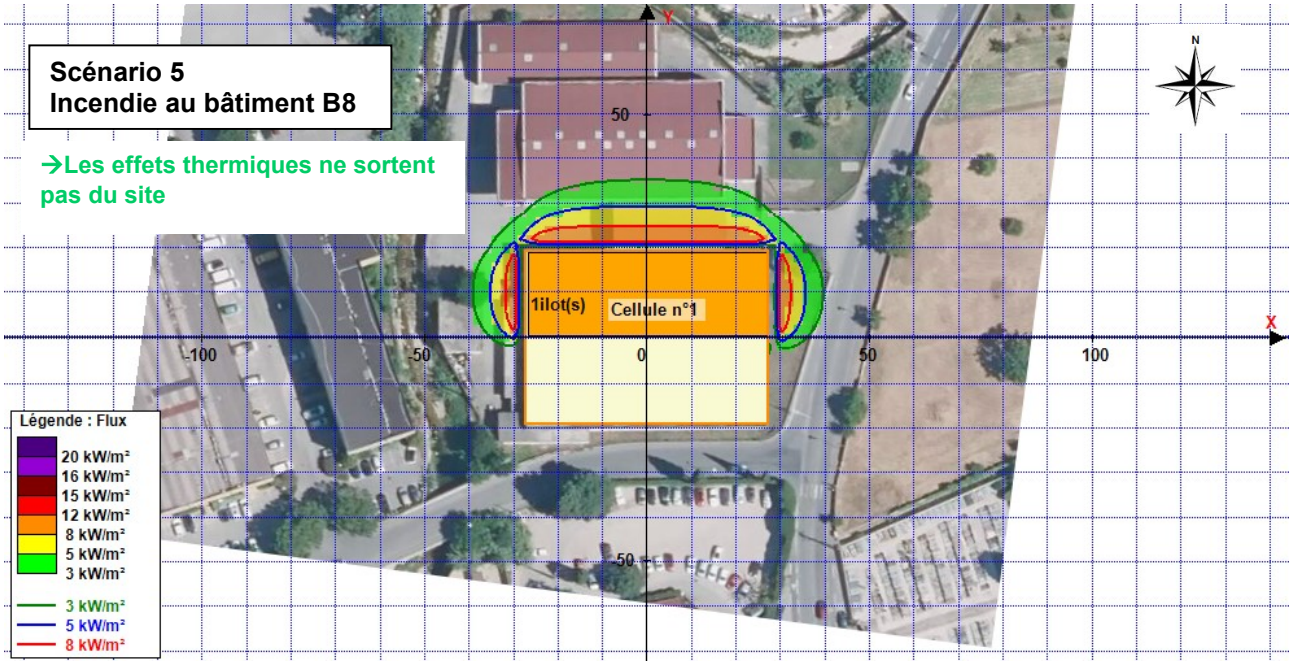 Scénario 5
Incendie au bâtiment B8
→Les effets thermiques ne sortent
pas du site
N
Y
50
1ilot(s)
Cellule n°1
X
-100
-50
0
50
100
-50
Légende : Flux
20 kW/m²
16 kW/m²
15 kW/m²
12 kW/m²
8 kW/m²
5 kW/m²
3 kW/m²
3 kW/m²
5 kW/m²
8 kW/m²